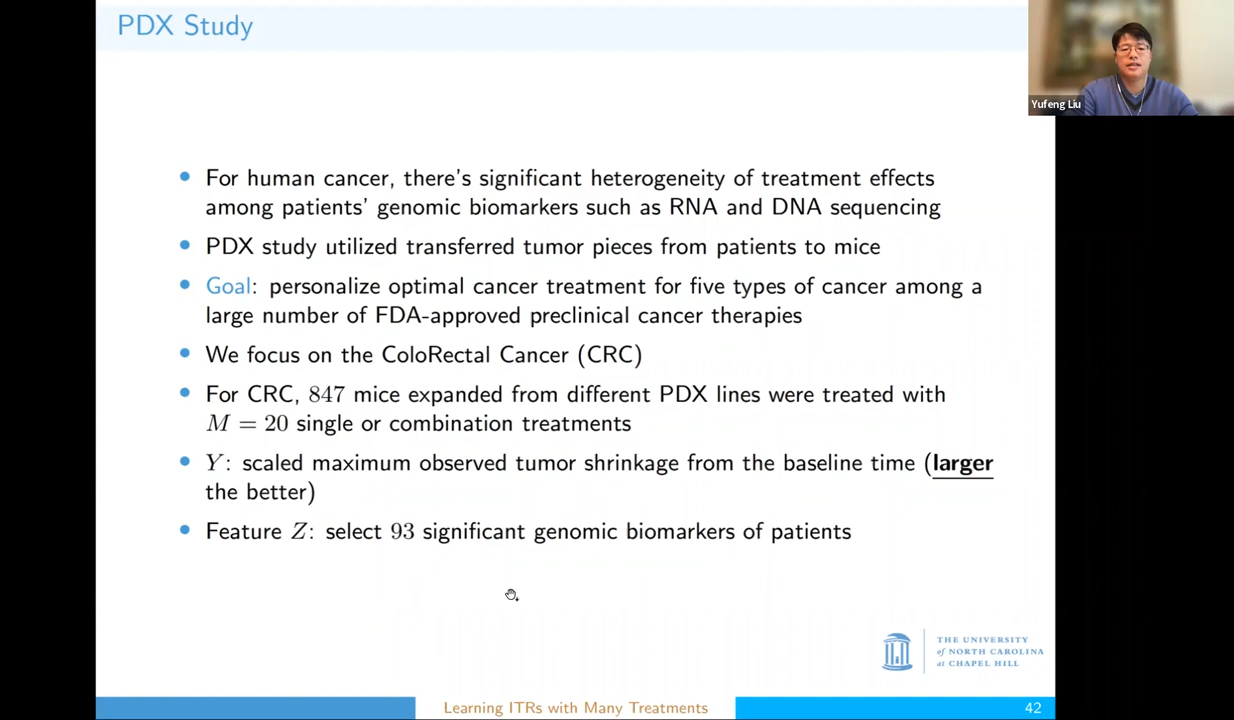 PDX Study
Yufeng Liu
• For human cancer, there's significant heterogeneity of treatment effects
among patients' genomic biomarkers such as RNA and DNA sequencing
• PDX study utilized transferred tumor pieces from patients to mice
• Goal: personalize optimal cancer treatment for five types of cancer among a
large number of FDA-approved preclinical cancer therapies
• We focus on the ColoRectal Cancer (CRC)
• For CRC, 847 mice expanded from different PDX lines were treated with
M = 20 single or combination treatments
• Y: scaled maximum observed tumor shrinkage from the baseline time (larger
the better)
• Feature Z: select 93 significant genomic biomarkers of patients
THE UNIVERSITY
of NORTH CAROLINA
at CHAPEL HILL
Learning ITRs with Many Treatments
42